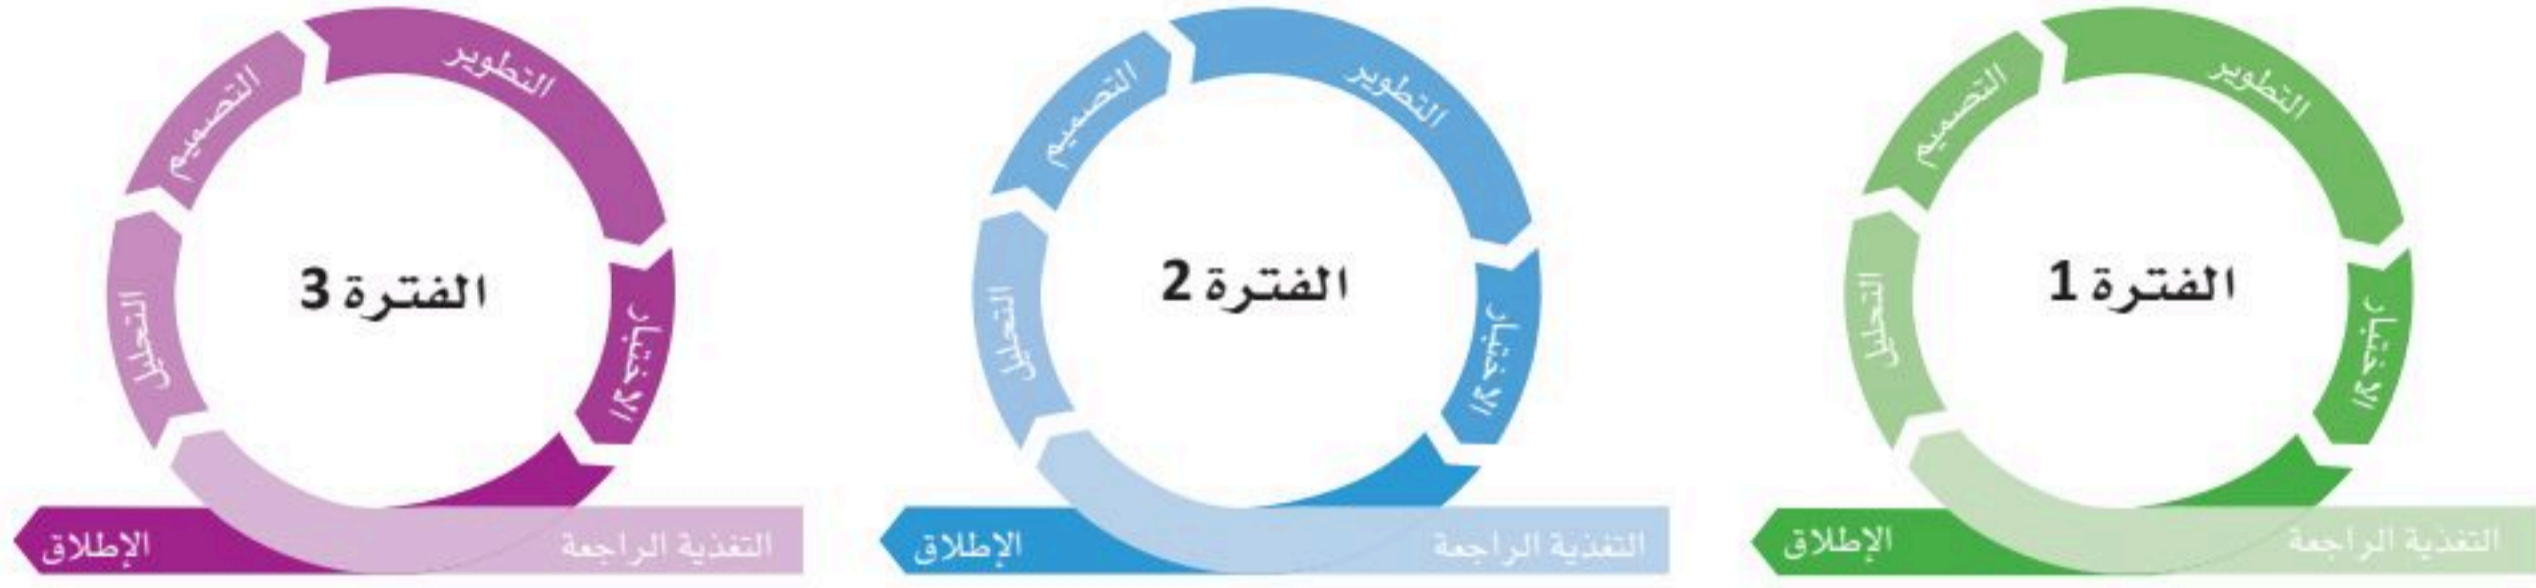 التغذية الراجعة
التحليل
التصميم
التطوير
الاختبار
الإطلاق
الفترة 1
التغذية الراجعة
التحليل
التصميم
التطوير
الاختبار
الإطلاق
الفترة 2
التغذية الراجعة
التحليل
التصميم
التطوير
الاختبار
الإطلاق
الفترة 3